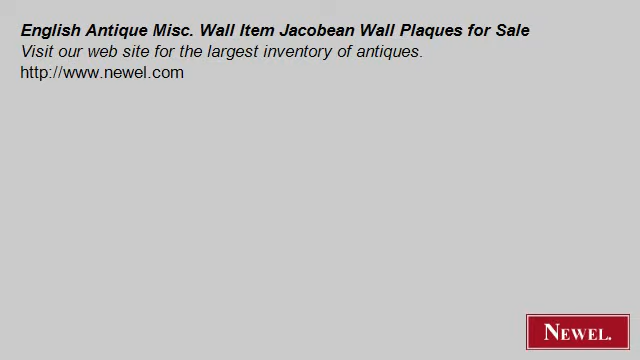 English Antique Misc. Wall Item Jacobean Wall Plaques for Sale
Visit our web site for the largest inventory of antiques.
http://www.newel.com
NEWEL.